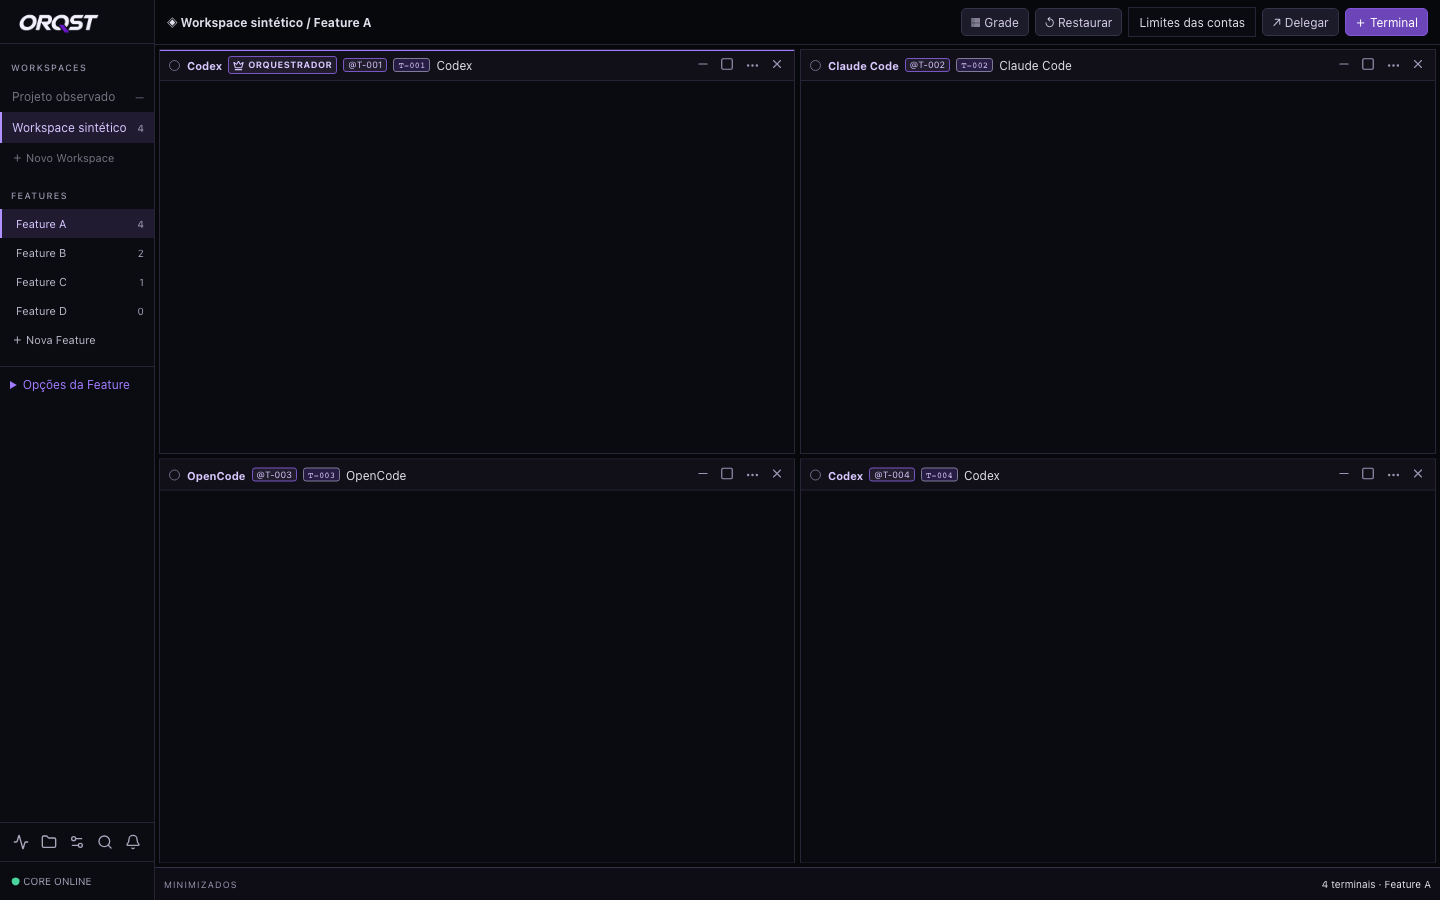 ORQST
◈ Workspace sintético / Feature A
Grade
Restaurar
Limites das contas
↗ Delegar
+ Terminal
WORKSPACES
Projeto observado —
Workspace sintético 4
+ Novo Workspace
FEATURES
Feature A 4
Feature B 2
Feature C 1
Feature D 0
+ Nova Feature
▶ Opções da Feature
CORE ONLINE
Codex ORQUESTRADOR @T-001 T-001 Codex
Claude Code @T-002 T-002 Claude Code
OpenCode @T-003 T-003 OpenCode
Codex @T-004 T-004 Codex
MINIMIZADOS
4 terminais · Feature A